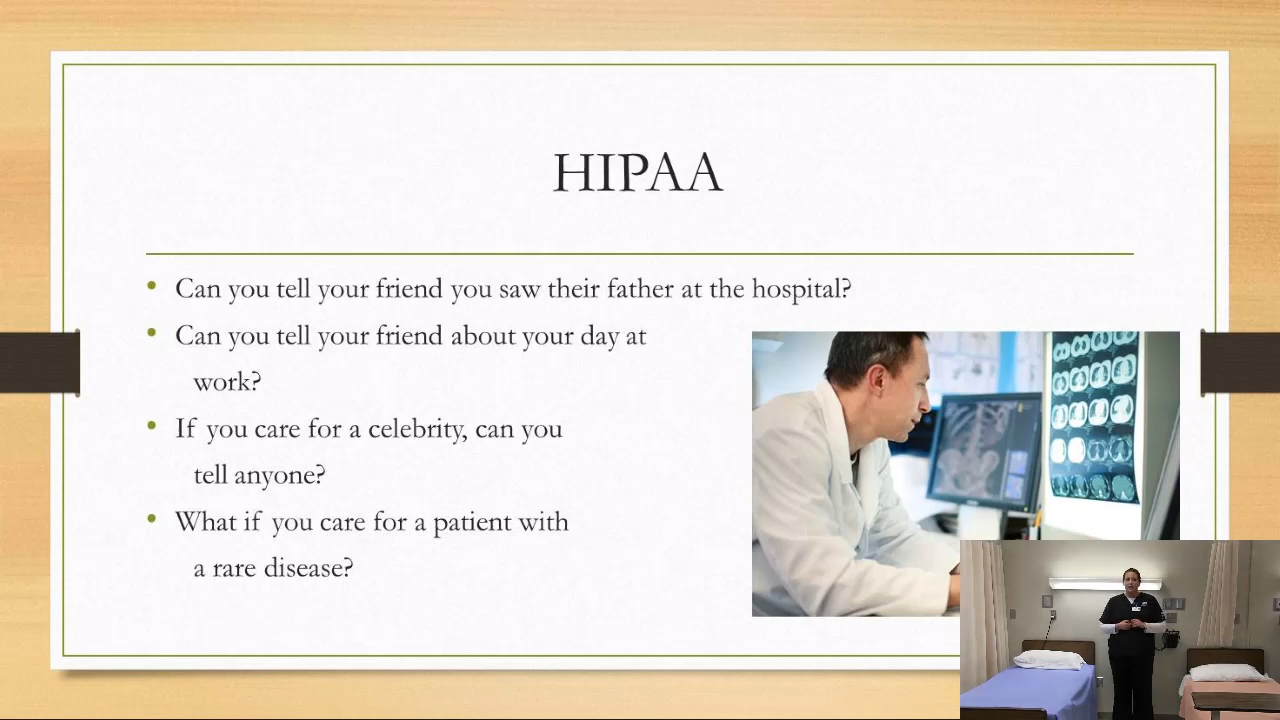 HIPAA
• Can you tell your friend you saw their father at the hospital?
• Can you tell your friend about your day at
work?
• If you care for a celebrity, can you
tell anyone?
• What if you care for a patient with
a rare disease?